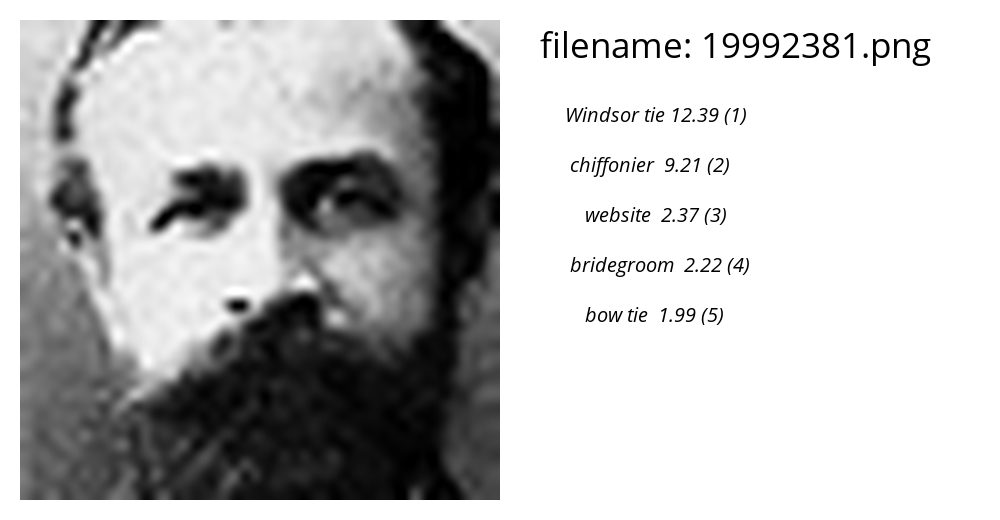 filename: 19992381.png
Windsor tie 12.39 (1)
chiffonier 9.21 (2)
website 2.37 (3)
bridegroom 2.22 (4)
bow tie 1.99 (5)